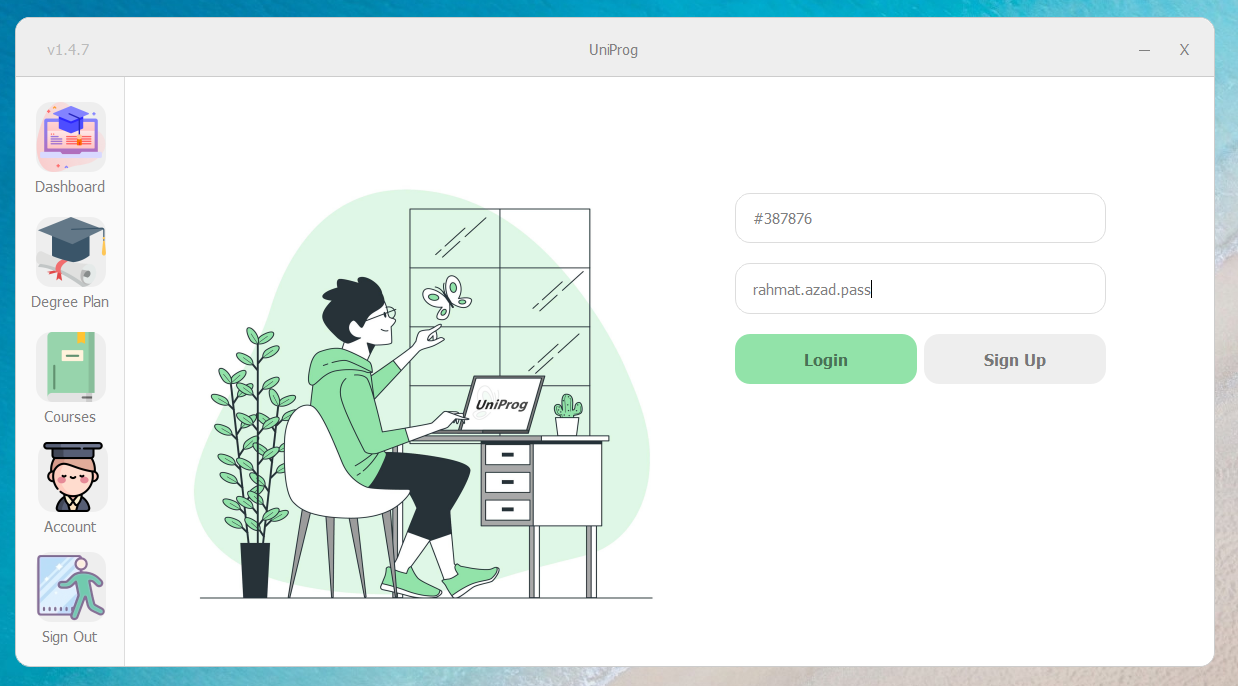 v1.4.7
UniProg
X
Dashboard
Degree Plan
Courses
Account
Sign Out
UniProg
#387876
rahmat.azad.pass
Login
Sign Up